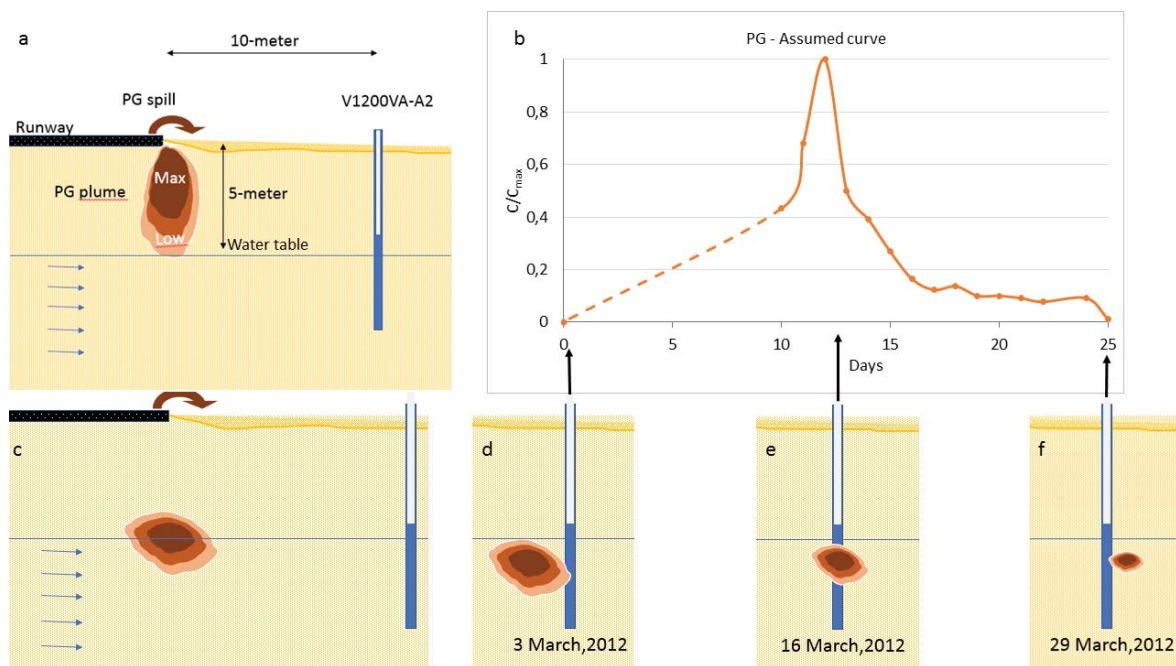 a
10-meter
PG spill
V1200VA-A2
Runway
Max
PG plume
5-meter
Low
Water table
b
PG - Assumed curve
1
0,8
0,6
0,4
0,2
0
C/Cmax
0 5 10 15 20 25
Days
c
d
e
f
3 March,2012
16 March,2012
29 March,2012